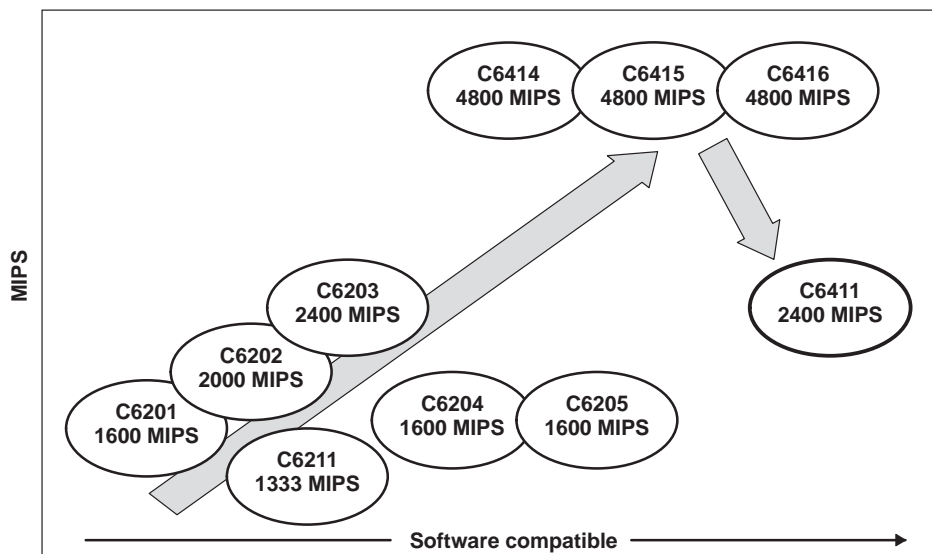 C6414
4800 MIPS
C6415
4800 MIPS
C6416
4800 MIPS
MIPS
C6203
2400 MIPS
C6411
2400 MIPS
C6202
2000 MIPS
C6201
1600 MIPS
C6204
1600 MIPS
C6205
1600 MIPS
C6211
1333 MIPS
Software compatible